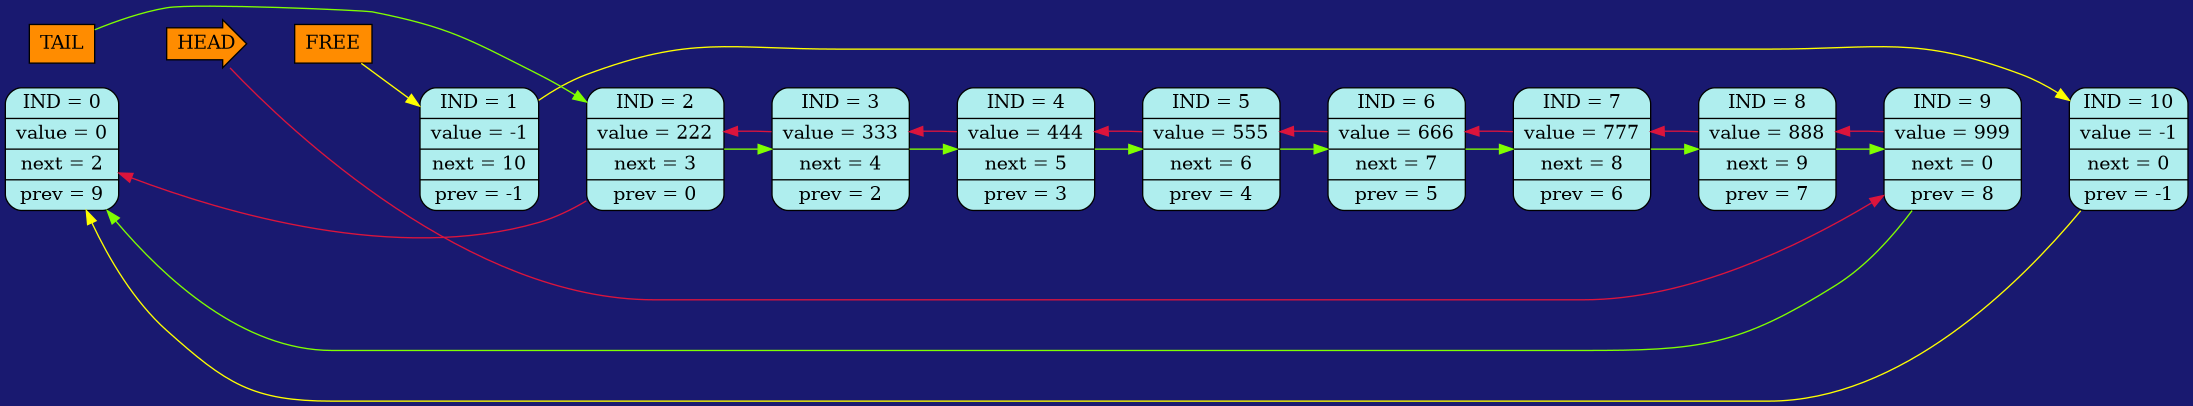 TAIL
HEAD
FREE
IND = 0
value = 0
next = 2
prev = 9
IND = 1
value = -1
next = 10
prev = -1
IND = 2
value = 222
next = 3
prev = 0
IND = 3
value = 333
next = 4
prev = 2
IND = 4
value = 444
next = 5
prev = 3
IND = 5
value = 555
next = 6
prev = 4
IND = 6
value = 666
next = 7
prev = 5
IND = 7
value = 777
next = 8
prev = 6
IND = 8
value = 888
next = 9
prev = 7
IND = 9
value = 999
next = 0
prev = 8
IND = 10
value = -1
next = 0
prev = -1